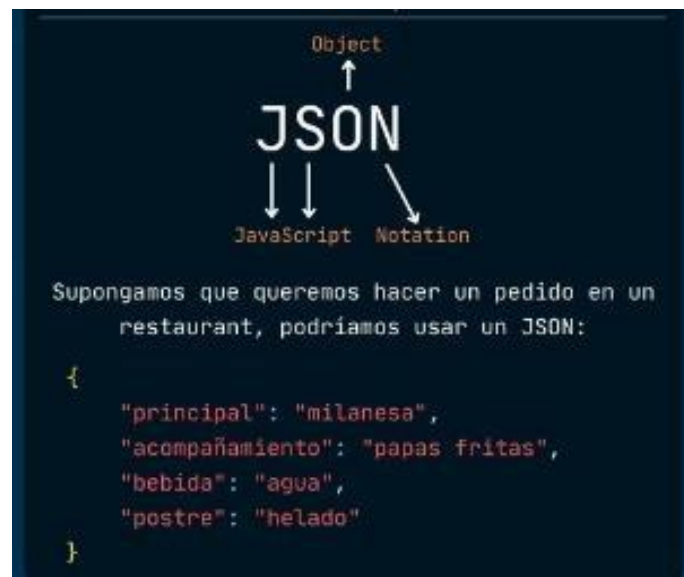 Object
JSON
JavaScript Notation
Supongamos que queremos hacer un pedido en un
restaurant, podríamos usar un JSON:
{
"principal": "milanesa",
"acompañamiento": "papas fritas",
"bebida": "agua",
"postre": "helado"
}